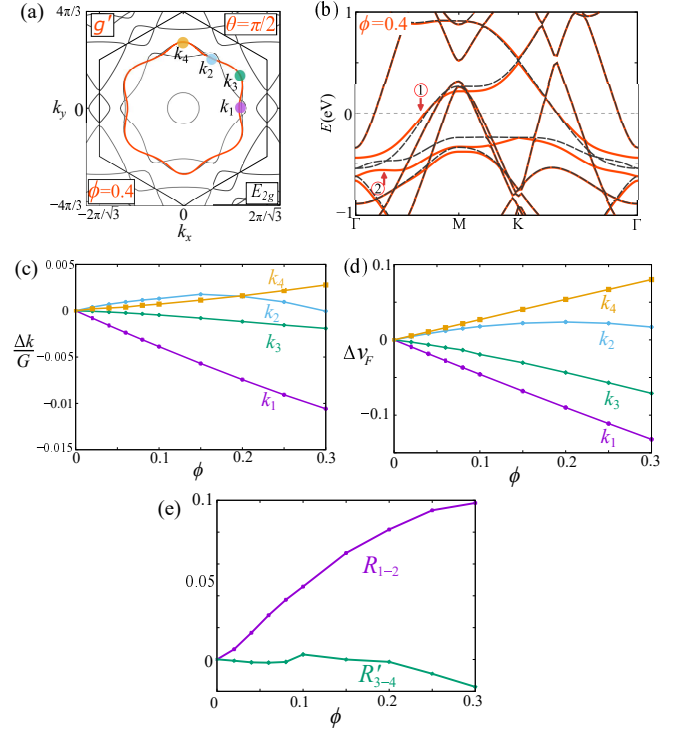 (a)
4π/3
g′
θ=π/2
k₄
k₂
k₃
k₁
k_y
0
ϕ=0.4
E₂g
−4π/3
−2π/√3
0
2π/√3
k_x
(b)
1
ϕ=0.4
①
E(eV)
0
②
−1
Γ
M
K
Γ
(c)
0.005
k₄
0
k₂
Δk
G
k₃
−0.005
−0.01
k₁
−0.015
0
0.1
0.2
0.3
ϕ
(d)
0.1
k₄
k₂
Δv_F
0
k₃
−0.1
k₁
0
0.1
0.2
0.3
ϕ
(e)
0.1
R₁₋₂
0.05
0
R′₃₋₄
0
0.1
0.2
0.3
ϕ